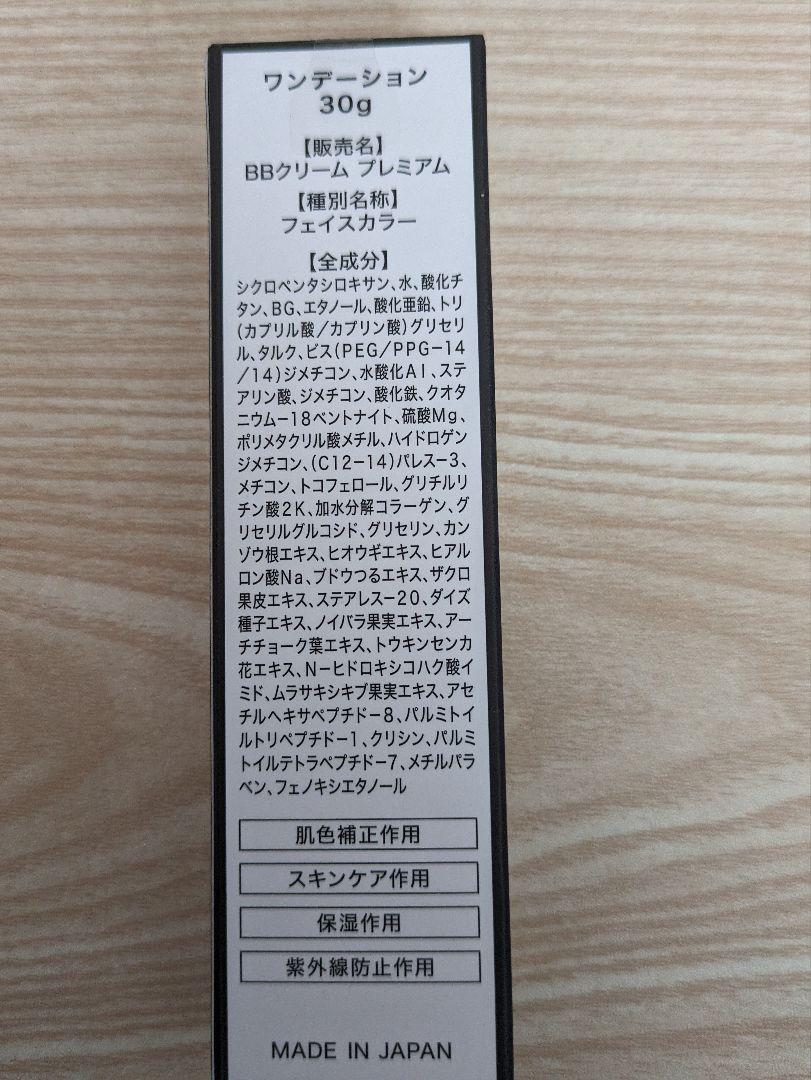 ワンデーション
30g
【販売名】
BBクリーム プレミアム
【種別名称】
フェイスカラー
【全成分】
シクロペンタシロキサン、水、酸化チ
タン、BG、エタノール、酸化亜鉛、トリ
(カプリル酸/カプリン酸)グリセリ
ル、タルク、ビス(PEG/PPG−14
/14)ジメチコン、水酸化Al、ステ
アリン酸、ジメチコン、酸化鉄、クオタ
ニウム−18ベントナイト、硫酸Mg、
ポリメタクリル酸メチル、ハイドロゲン
ジメチコン、(C12−14)パレス−3、
メチコン、トコフェロール、グリチルリ
チン酸2K、加水分解コラーゲン、グ
リセリルグルコシド、グリセリン、カン
ゾウ根エキス、ヒオウギエキス、ヒアル
ロン酸Na、ブドウつるエキス、ザクロ
果皮エキス、ステアレス−20、ダイズ
種子エキス、ノイバラ果実エキス、アー
チチョーク葉エキス、トウキンセンカ
花エキス、N−ヒドロキシコハク酸イ
ミド、ムラサキシキブ果実エキス、アセ
チルヘキサペプチド−8、パルミトイ
ルトリペプチド−1、クリシン、パルミ
トイルテトラペプチド−7、メチルパラ
ベン、フェノキシエタノール
肌色補正作用
スキンケア作用
保湿作用
紫外線防止作用
MADE IN JAPAN